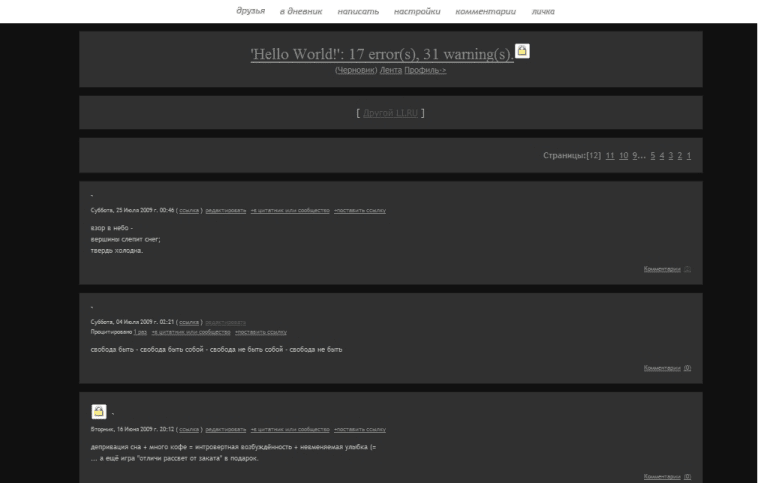 друзья в дневник написать настройки комментарии личка
'Hello World!': 17 error(s), 31 warning(s).
(Черновик) Лента Профиль->
[ Другой LI.RU ]
Страницы:[12] 11 10 9... 5 4 3 2 1
-
Суббота, 25 Июля 2009 г. 00:46 ( ссылка ) редактировать +в цитатник или сообщество +поставить ссылку
взор в небо -
вершини слепит снег;
твердь холодна.
Комментарии
-
Суббота, 04 Июля 2009 г. 02:21 ( ссылка ) редактировать
Процитировано 1 раз +в цитатник или сообщество +поставить ссылку
свобода быть - свобода быть собой - свобода не быть собой - свобода не быть
Комментарии (0)
-
Вторник, 16 Июня 2009 г. 20:12 ( ссылка ) редактировать +в цитатник или сообщество +поставить ссылку
депривация сна + много кофе = интровертная возбуждённость + невменяемая улыбка (=
... а ещё игра "отличи рассвет от заката" в подарок.
Комментарии (0)